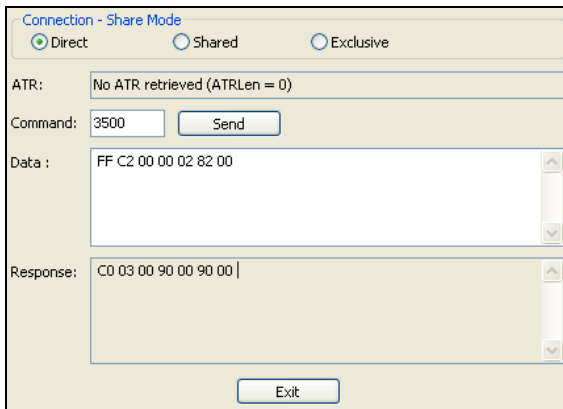 Connection - Share Mode
Direct Shared Exclusive
ATR: No ATR retrieved (ATRLen = 0)
Command: 3500 Send
Data : FF C2 00 00 02 82 00
Response: C0 03 00 90 00 90 00
Exit